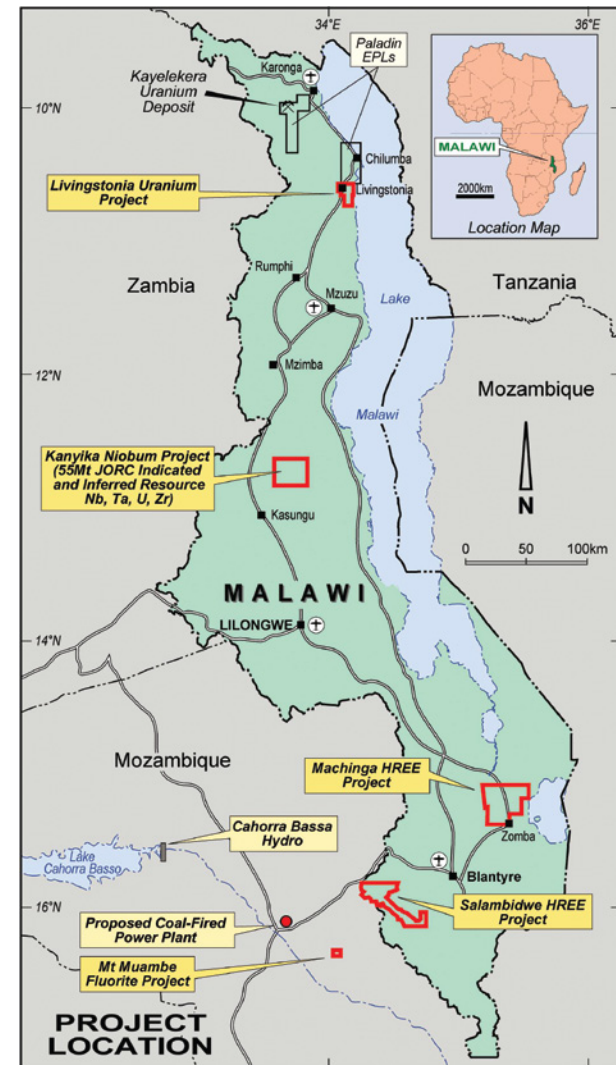 34°E
36°E
Paladin
EPLs
Karonga
Kayelekera
Uranium
Deposit
10°N
Chilumba
MALAWI
2000km
Location Map
Livingstonia Uranium
Project
Livingstonia
Zambia
Rumphi
Mzuzu
Lake
Tanzania
Mzimba
12°N
Malawi
Mozambique
Kanyika Niobum Project
(55Mt JORC Indicated
and Inferred Resource
Nb, Ta, U, Zr)
N
Kasungu
0 50 100km
MALAWI
LILONGWE
14°N
Mozambique
Machinga HREE
Project
Zomba
Cahorra Bassa
Hydro
Lake
Cahorra Basso
Blantyre
16°N
Proposed Coal-Fired
Power Plant
Salambidwe HREE
Project
Mt Muambe
Fluorite Project
PROJECT
LOCATION